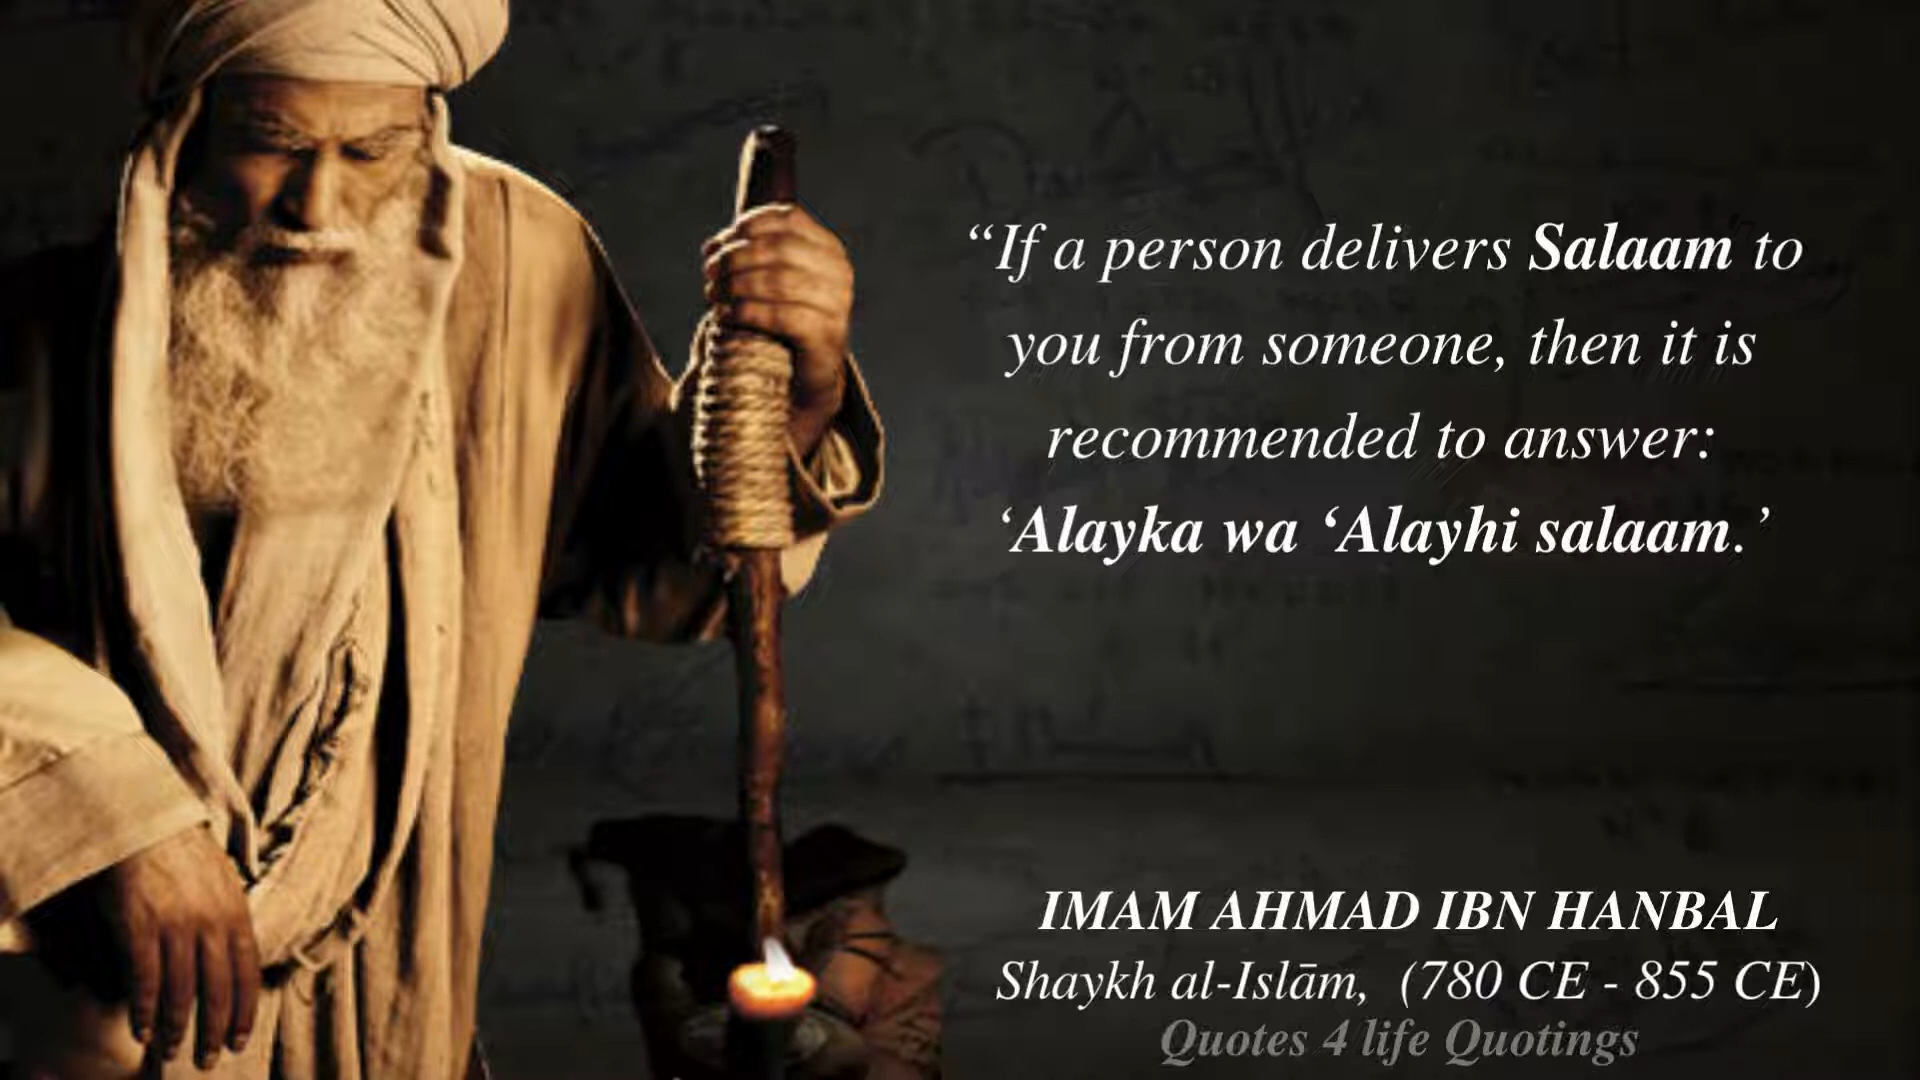 “If a person delivers Salaam to
you from someone, then it is
recommended to answer:
‘Alayka wa ‘Alayhi salaam.’
IMAM AHMAD IBN HANBAL
Shaykh al-Islām, (780 CE - 855 CE)
Quotes 4 life Quotings